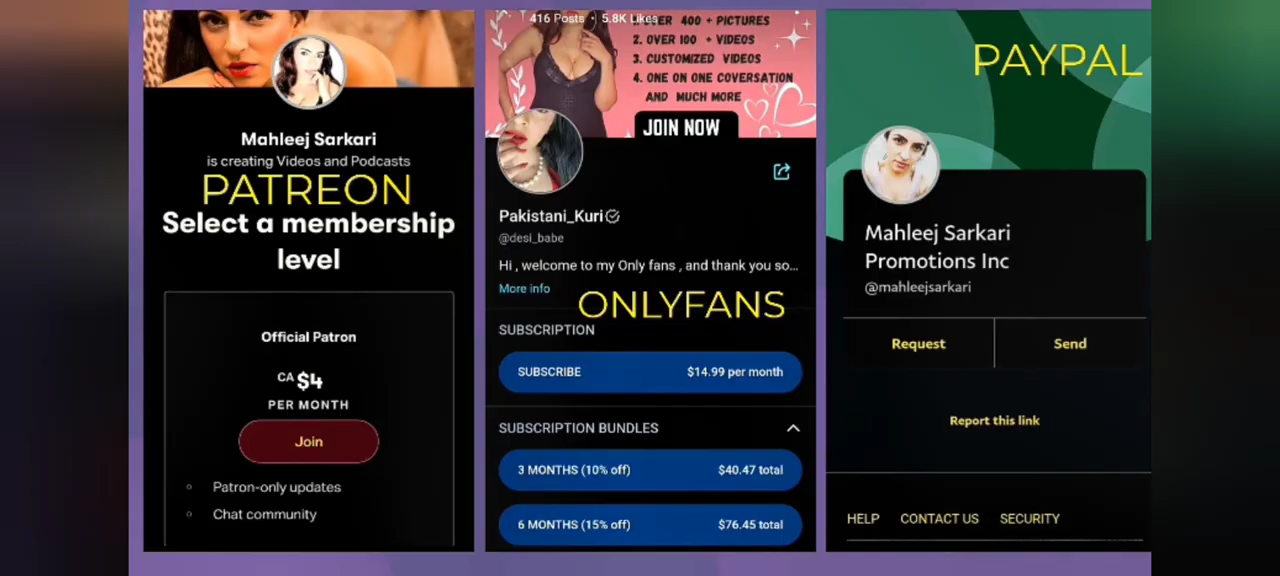 Mahleej Sarkari
is creating Videos and Podcasts
PATREON
Select a membership
level
Official Patron
CA $4
PER MONTH
Join
Patron-only updates
Chat community
416 Posts • 5.8K Likes
1. OVER 400 + PICTURES
2. OVER 100 + VIDEOS
3. CUSTOMIZED VIDEOS
4. ONE ON ONE COVERSATION
AND MUCH MORE
JOIN NOW
Pakistani_Kuri
@desi_babe
Hi , welcome to my Only fans , and thank you so...
More info
ONLYFANS
SUBSCRIPTION
SUBSCRIBE $14.99 per month
SUBSCRIPTION BUNDLES
3 MONTHS (10% off) $40.47 total
6 MONTHS (15% off) $76.45 total
PAYPAL
Mahleej Sarkari
Promotions Inc
@mahleejsarkari
Request Send
Report this link
HELP CONTACT US SECURITY